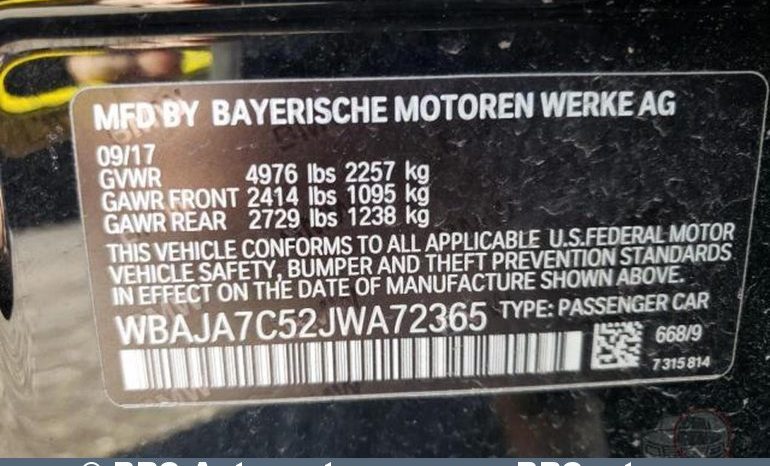 MFD BY BAYERISCHE MOTOREN WERKE AG
09/17
GVWR 4976 lbs 2257 kg
GAWR FRONT 2414 lbs 1095 kg
GAWR REAR 2729 lbs 1238 kg
THIS VEHICLE CONFORMS TO ALL APPLICABLE U.S.FEDERAL MOTOR
VEHICLE SAFETY, BUMPER AND THEFT PREVENTION STANDARDS
IN EFFECT ON THE DATE OF MANUFACTURE SHOWN ABOVE.
WBAJA7C52JWA72365 TYPE: PASSENGER CAR
668/9
7315814